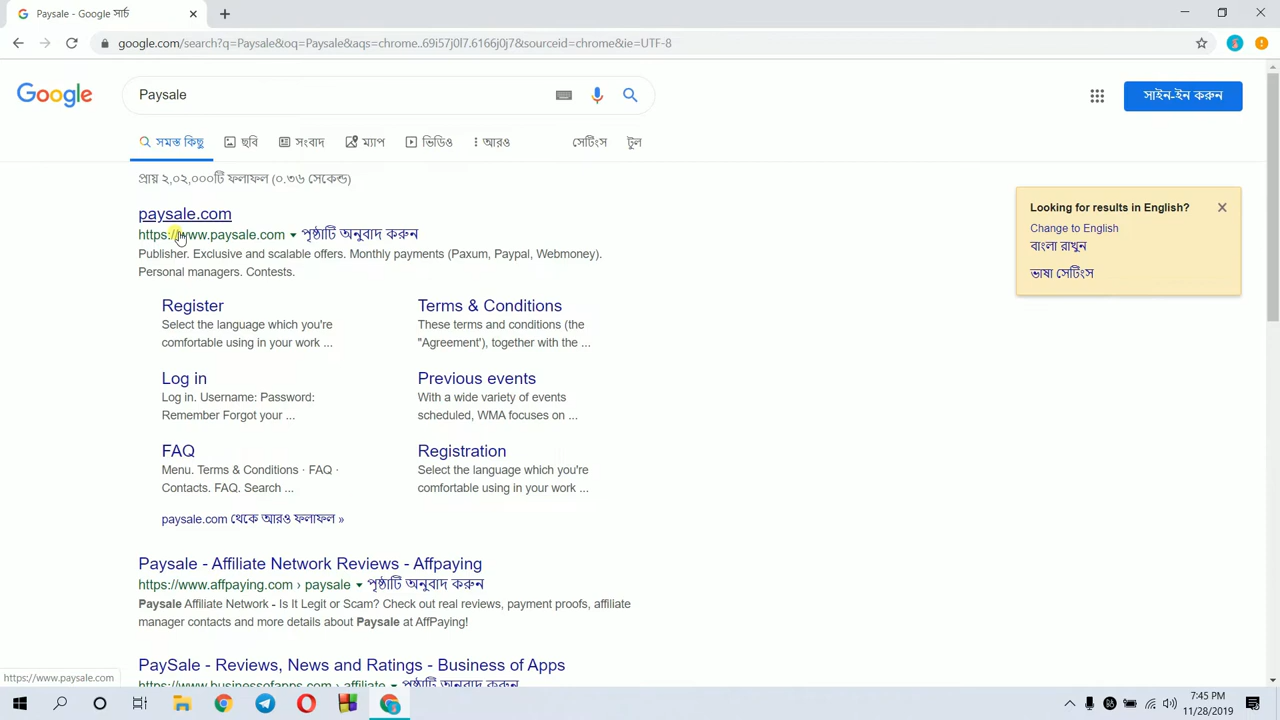 Paysale - Google সার্চ
google.com/search?q=Paysale&oq=Paysale&aqs=chrome..69i57j0l7.6166j0j7&sourceid=chrome&ie=UTF-8
Google
Paysale
সাইন-ইন করুন
সমস্ত কিছু ছবি সংবাদ ম্যাপ ভিডিও আরও সেটিংস টুল
প্রায় ২,০২,০০০টি ফলাফল (০.৩৬ সেকেন্ড)
paysale.com
https://www.paysale.com পৃষ্ঠাটি অনুবাদ করুন
Publisher. Exclusive and scalable offers. Monthly payments (Paxum, Paypal, Webmoney).
Personal managers. Contests.
Register
Select the language which you're
comfortable using in your work ...
Terms & Conditions
These terms and conditions (the
"Agreement'), together with the ...
Log in
Log in. Username: Password:
Remember Forgot your ...
Previous events
With a wide variety of events
scheduled, WMA focuses on ...
FAQ
Menu. Terms & Conditions · FAQ ·
Contacts. FAQ. Search ...
Registration
Select the language which you're
comfortable using in your work ...
paysale.com থেকে আরও ফলাফল »
Paysale - Affiliate Network Reviews - Affpaying
https://www.affpaying.com › paysale পৃষ্ঠাটি অনুবাদ করুন
Paysale Affiliate Network - Is It Legit or Scam? Check out real reviews, payment proofs, affiliate
manager contacts and more details about Paysale at AffPaying!
PaySale - Reviews, News and Ratings - Business of Apps
https://www.businessofapps.com › affiliate পৃষ্ঠাটি অনুবাদ করুন
Looking for results in English?
Change to English
বাংলা রাখুন
ভাষা সেটিংস
https://www.paysale.com
7:45 PM
11/28/2019